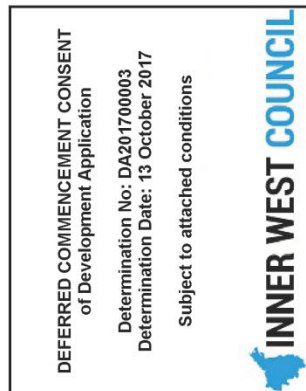 DEFERRED COMMENCEMENT CONSENT
of Development Application
Determination No: DA201700003
Determination Date: 13 October 2017
Subject to attached conditions
INNER WEST COUNCIL